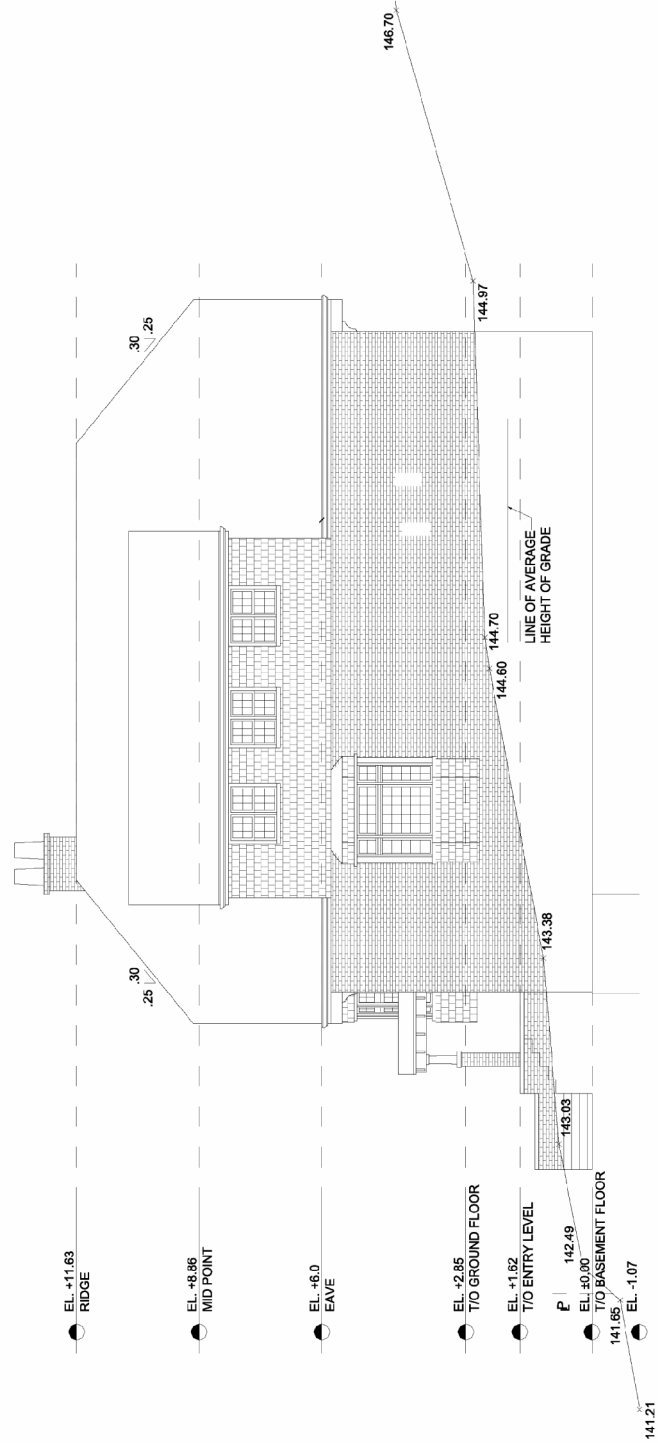 146.70
.30
.25
144.97
LINE OF AVERAGE
HEIGHT OF GRADE
144.70
144.60
.30
.25
143.38
143.03
EL. +11.63
RIDGE
EL. +8.86
MID POINT
EL. +6.0
EAVE
EL. +2.85
T/O GROUND FLOOR
EL. +1.62
T/O ENTRY LEVEL
142.49
P
EL. ±0.00
T/O BASEMENT FLOOR
141.65
EL. -1.07
141.21